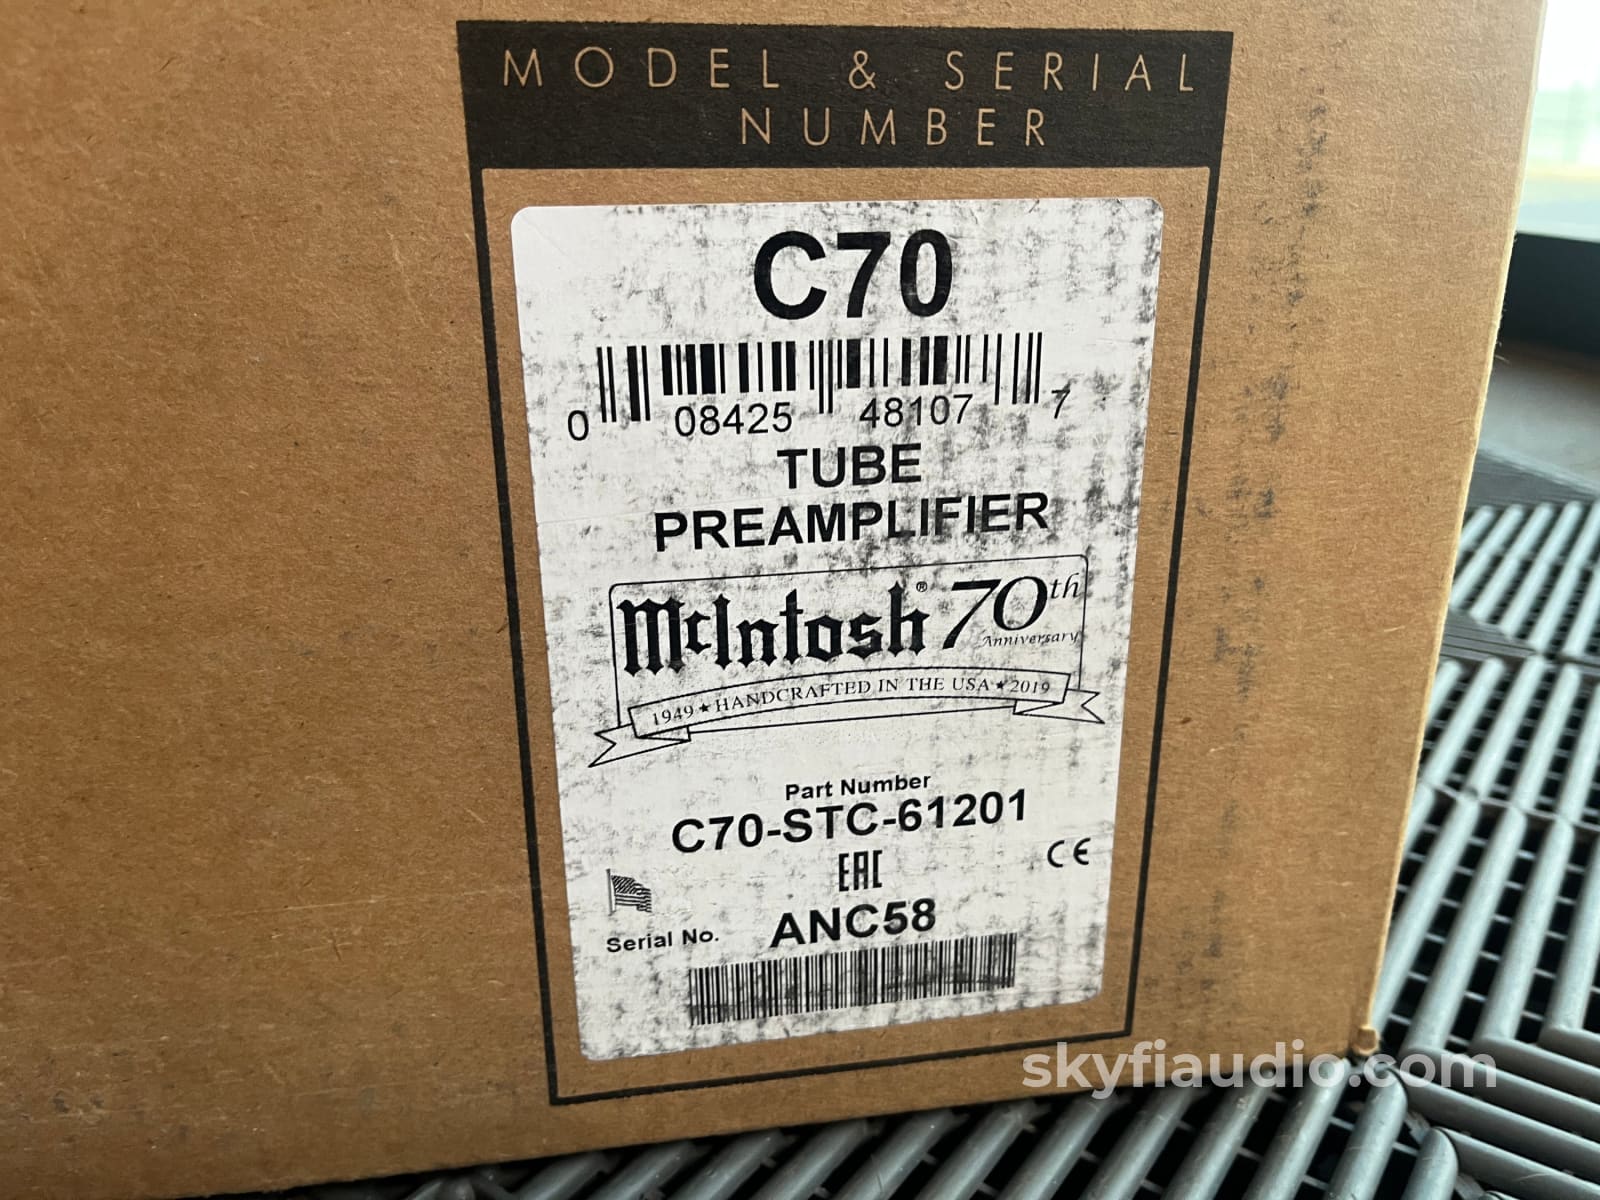 MODEL & SERIAL
NUMBER
C70
0 08425 48107 7
TUBE
PREAMPLIFIER
McIntosh® 70th
Anniversary
1949 ★ HANDCRAFTED IN THE USA ★ 2019
Part Number
C70-STC-61201
EAC CE
Serial No. ANC58
skyfiaudio.com